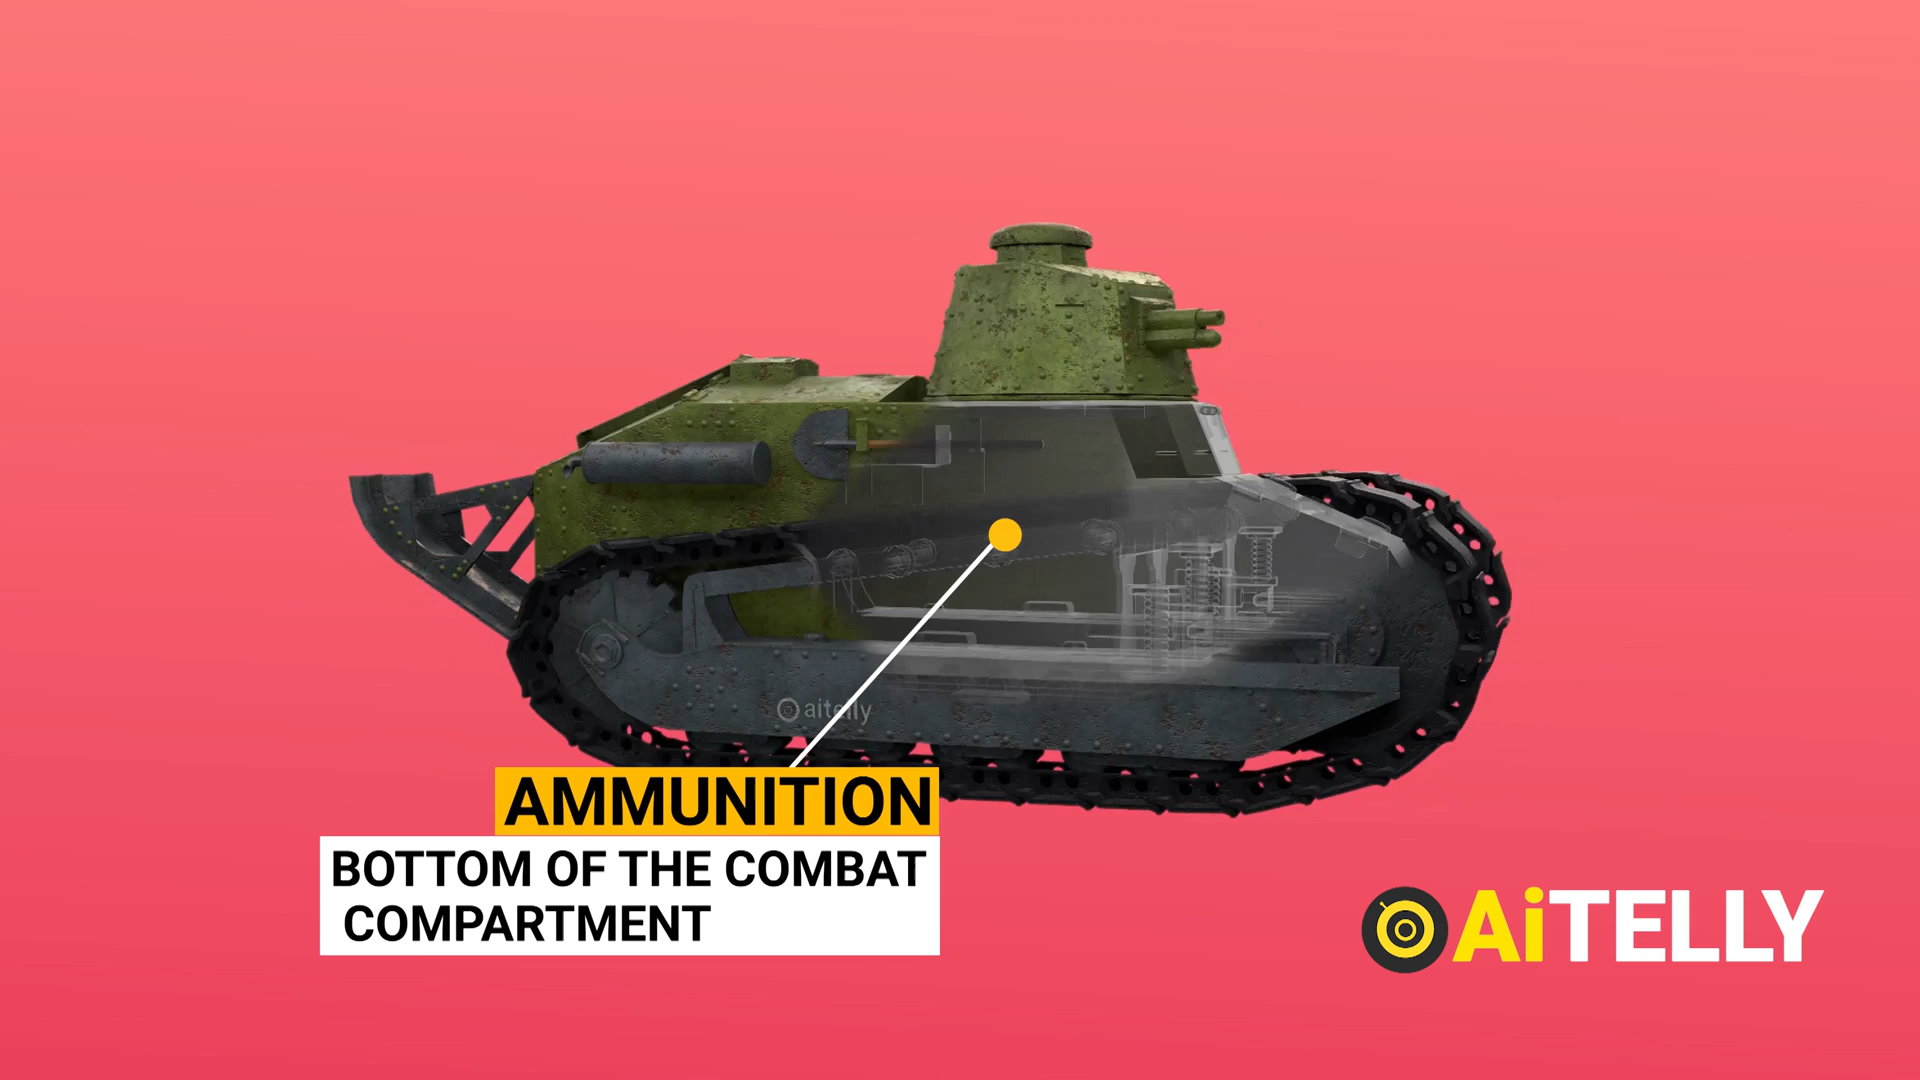 aitelly
AMMUNITION
BOTTOM OF THE COMBAT
COMPARTMENT
AiTELLY